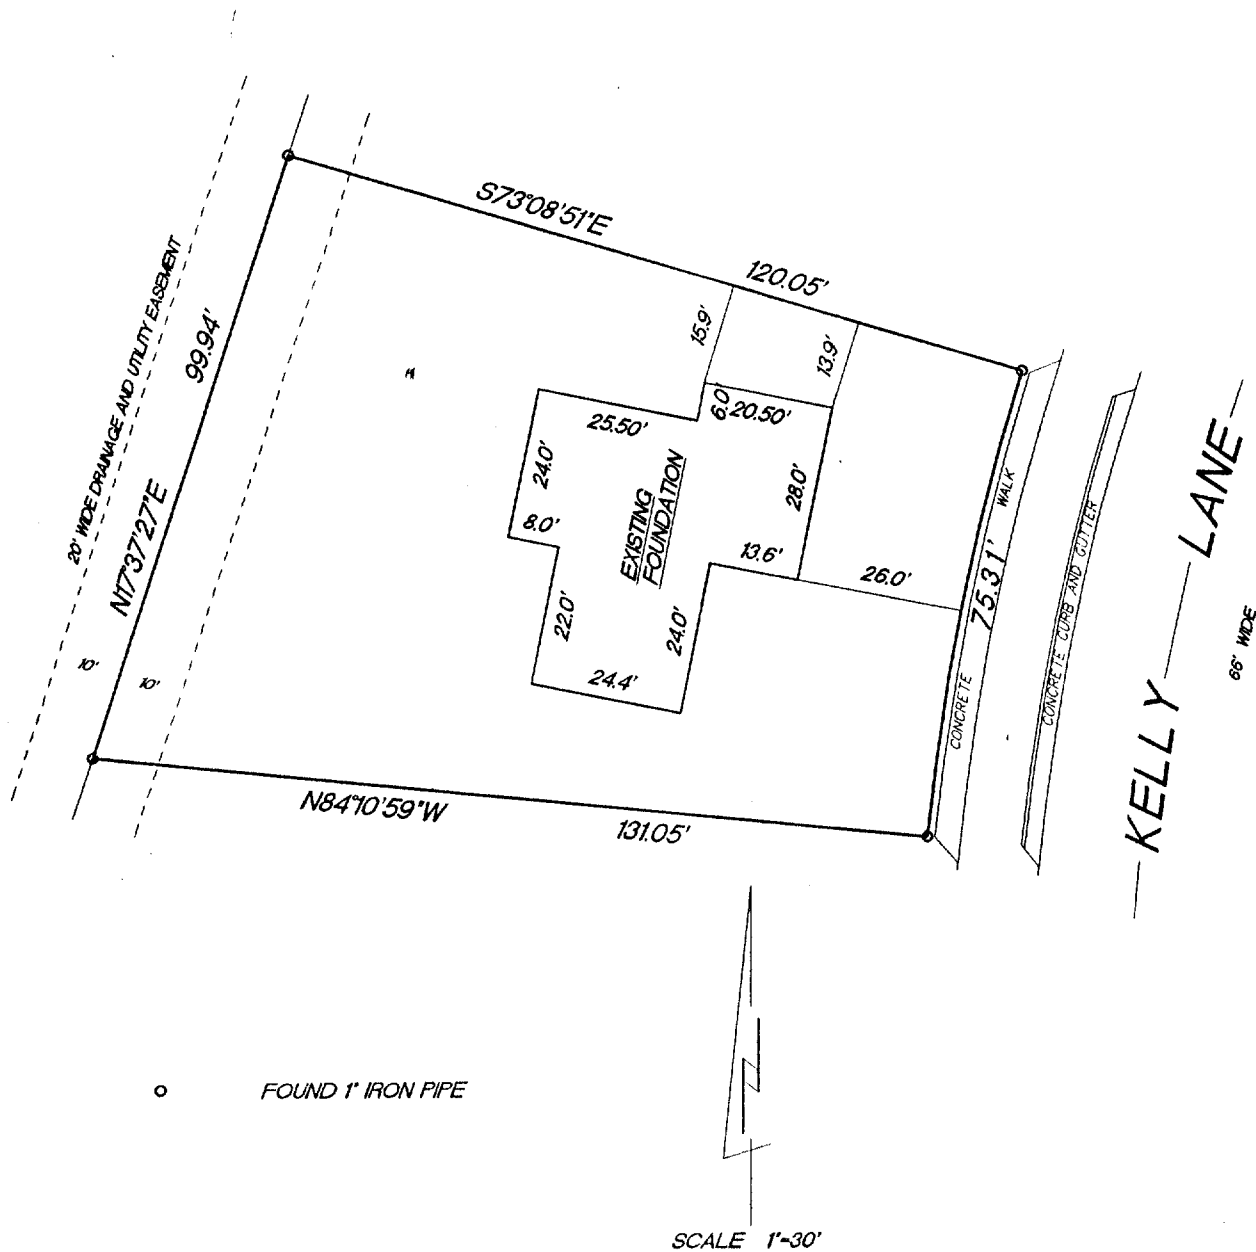 S73°08'51"E
120.05'
20' WIDE DRAINAGE AND UTILITY EASEMENT
99.94'
N17°37'27"E
15.9'
13.9'
6.0
20.50'
25.50'
24.0'
EXISTING
FOUNDATION
28.0'
8.0'
13.6'
26.0'
22.0'
24.0'
24.4'
10'
10'
75.31'
CONCRETE WALK
CONCRETE CURB AND GUTTER
KELLY LANE
66' WIDE
N84°10'59"W
131.05'
FOUND 1" IRON PIPE
SCALE 1"=30'